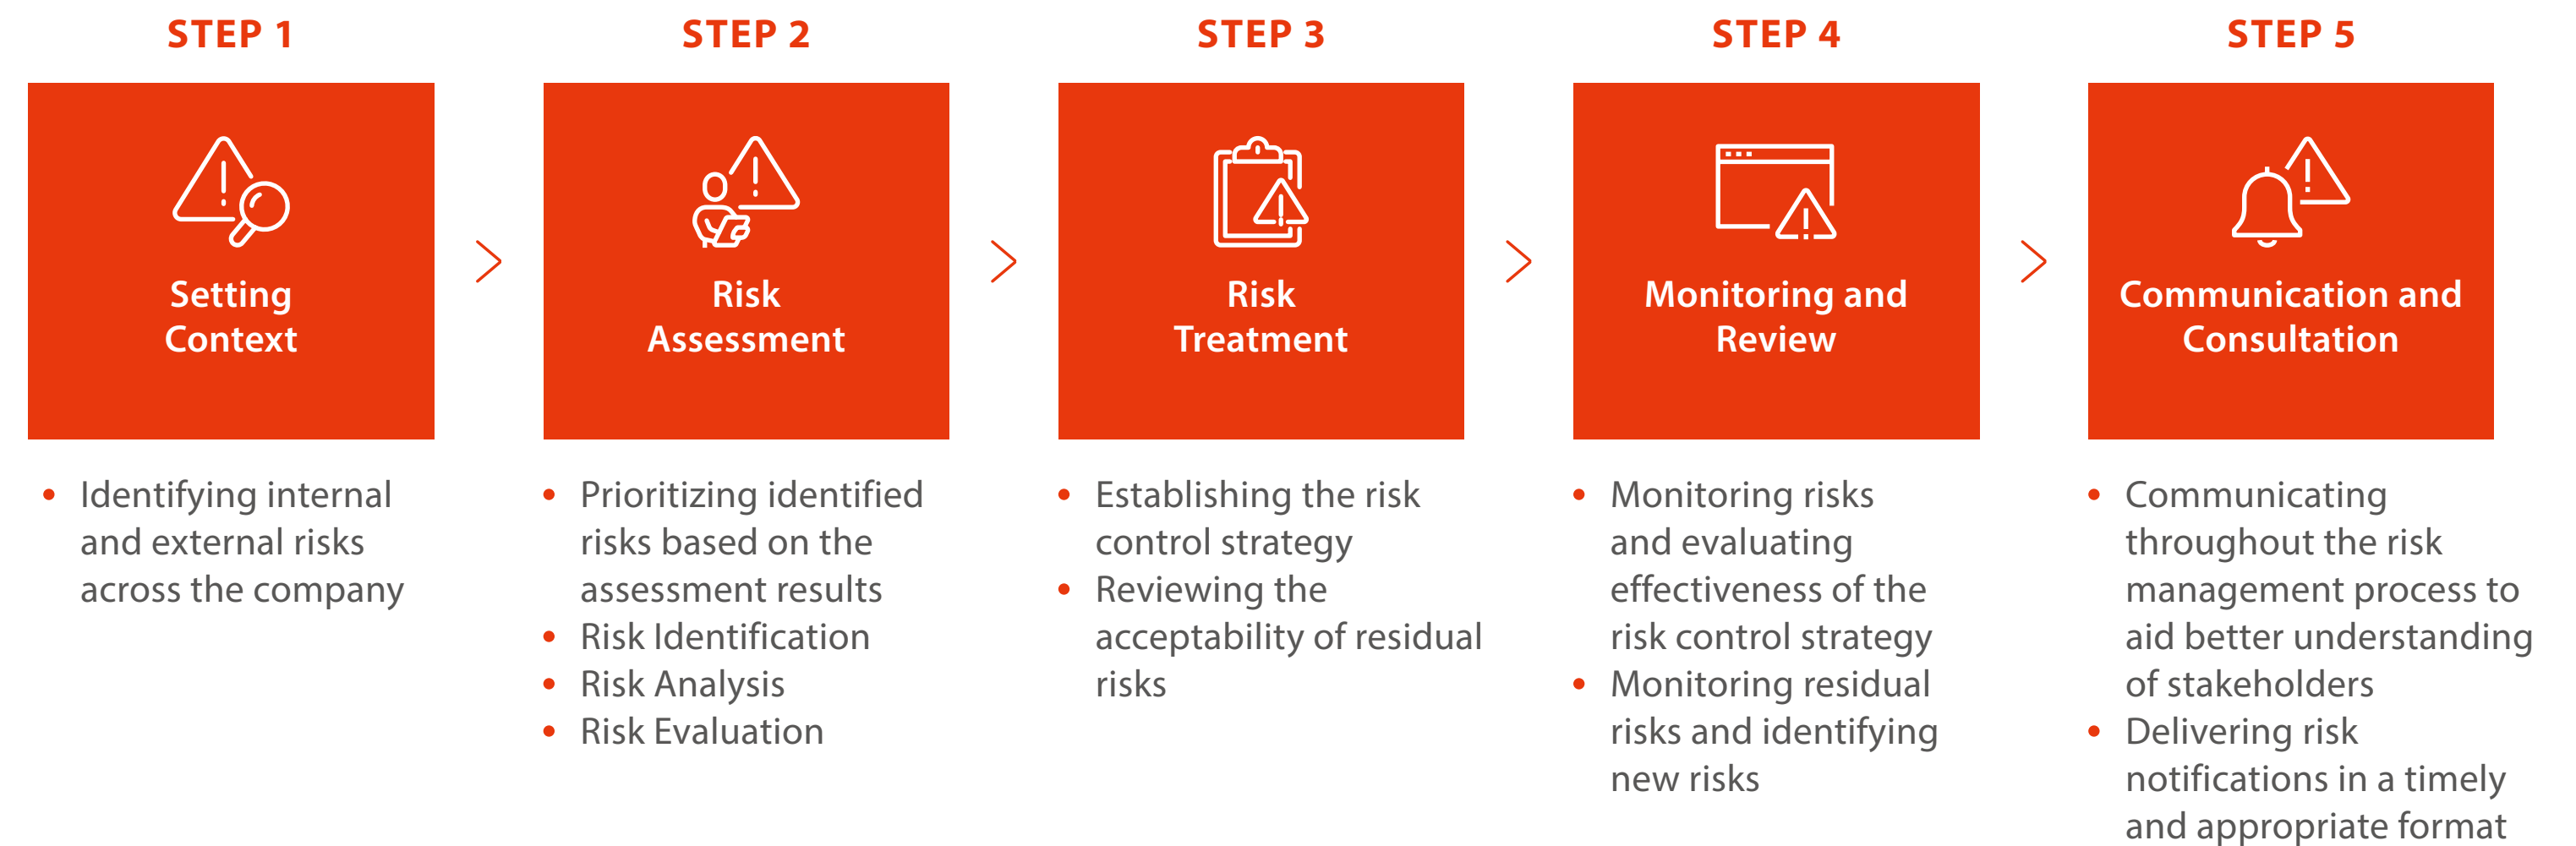 STEP 1
Setting
Context
• Identifying internal
and external risks
across the company
STEP 2
Risk
Assessment
• Prioritizing identified
risks based on the
assessment results
• Risk Identification
• Risk Analysis
• Risk Evaluation
STEP 3
Risk
Treatment
• Establishing the risk
control strategy
• Reviewing the
acceptability of residual
risks
STEP 4
Monitoring and
Review
• Monitoring risks
and evaluating
effectiveness of the
risk control strategy
• Monitoring residual
risks and identifying
new risks
STEP 5
Communication and
Consultation
• Communicating
throughout the risk
management process to
aid better understanding
of stakeholders
• Delivering risk
notifications in a timely
and appropriate format